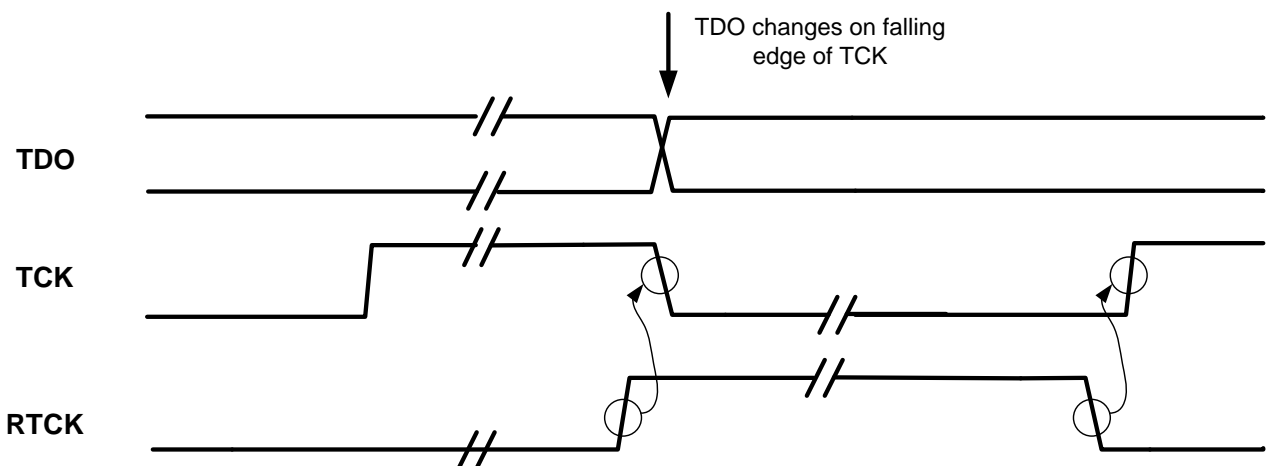 TDO changes on falling
edge of TCK
TDO
TCK
RTCK